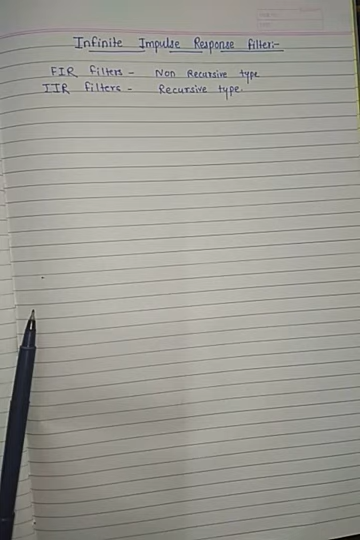 Infinite Impulse Response filter:-
FIR filters - Non Recursive type
IIR filters - Recursive type.